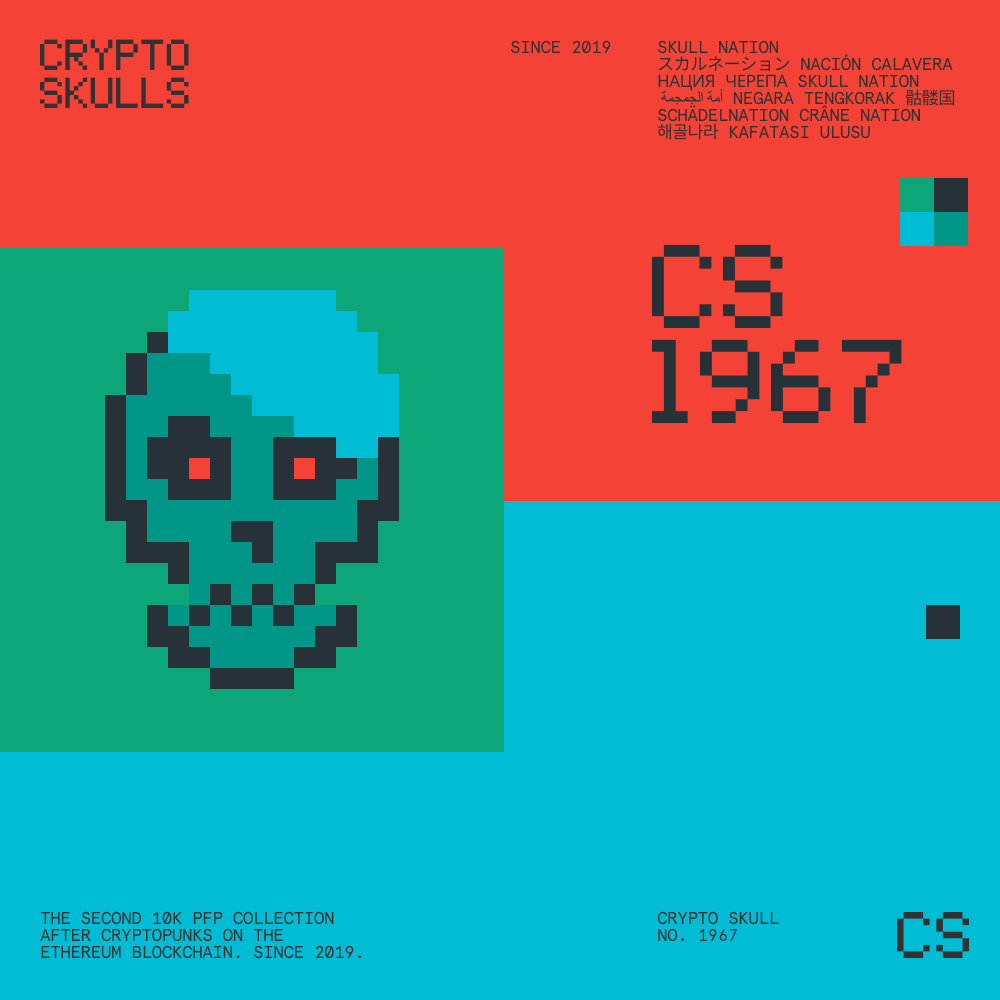 CRYPTO
SKULLS
SINCE 2019
SKULL NATION
スカルネーション NACIÓN CALAVERA
НАЦИЯ ЧЕРЕПА SKULL NATION
أمة الجمجمة NEGARA TENGKORAK 骷髅国
SCHÄDELNATION CRÂNE NATION
해골나라 KAFATASI ULUSU
CS
1967
THE SECOND 10K PFP COLLECTION
AFTER CRYPTOPUNKS ON THE
ETHEREUM BLOCKCHAIN. SINCE 2019.
CRYPTO SKULL
NO. 1967
CS